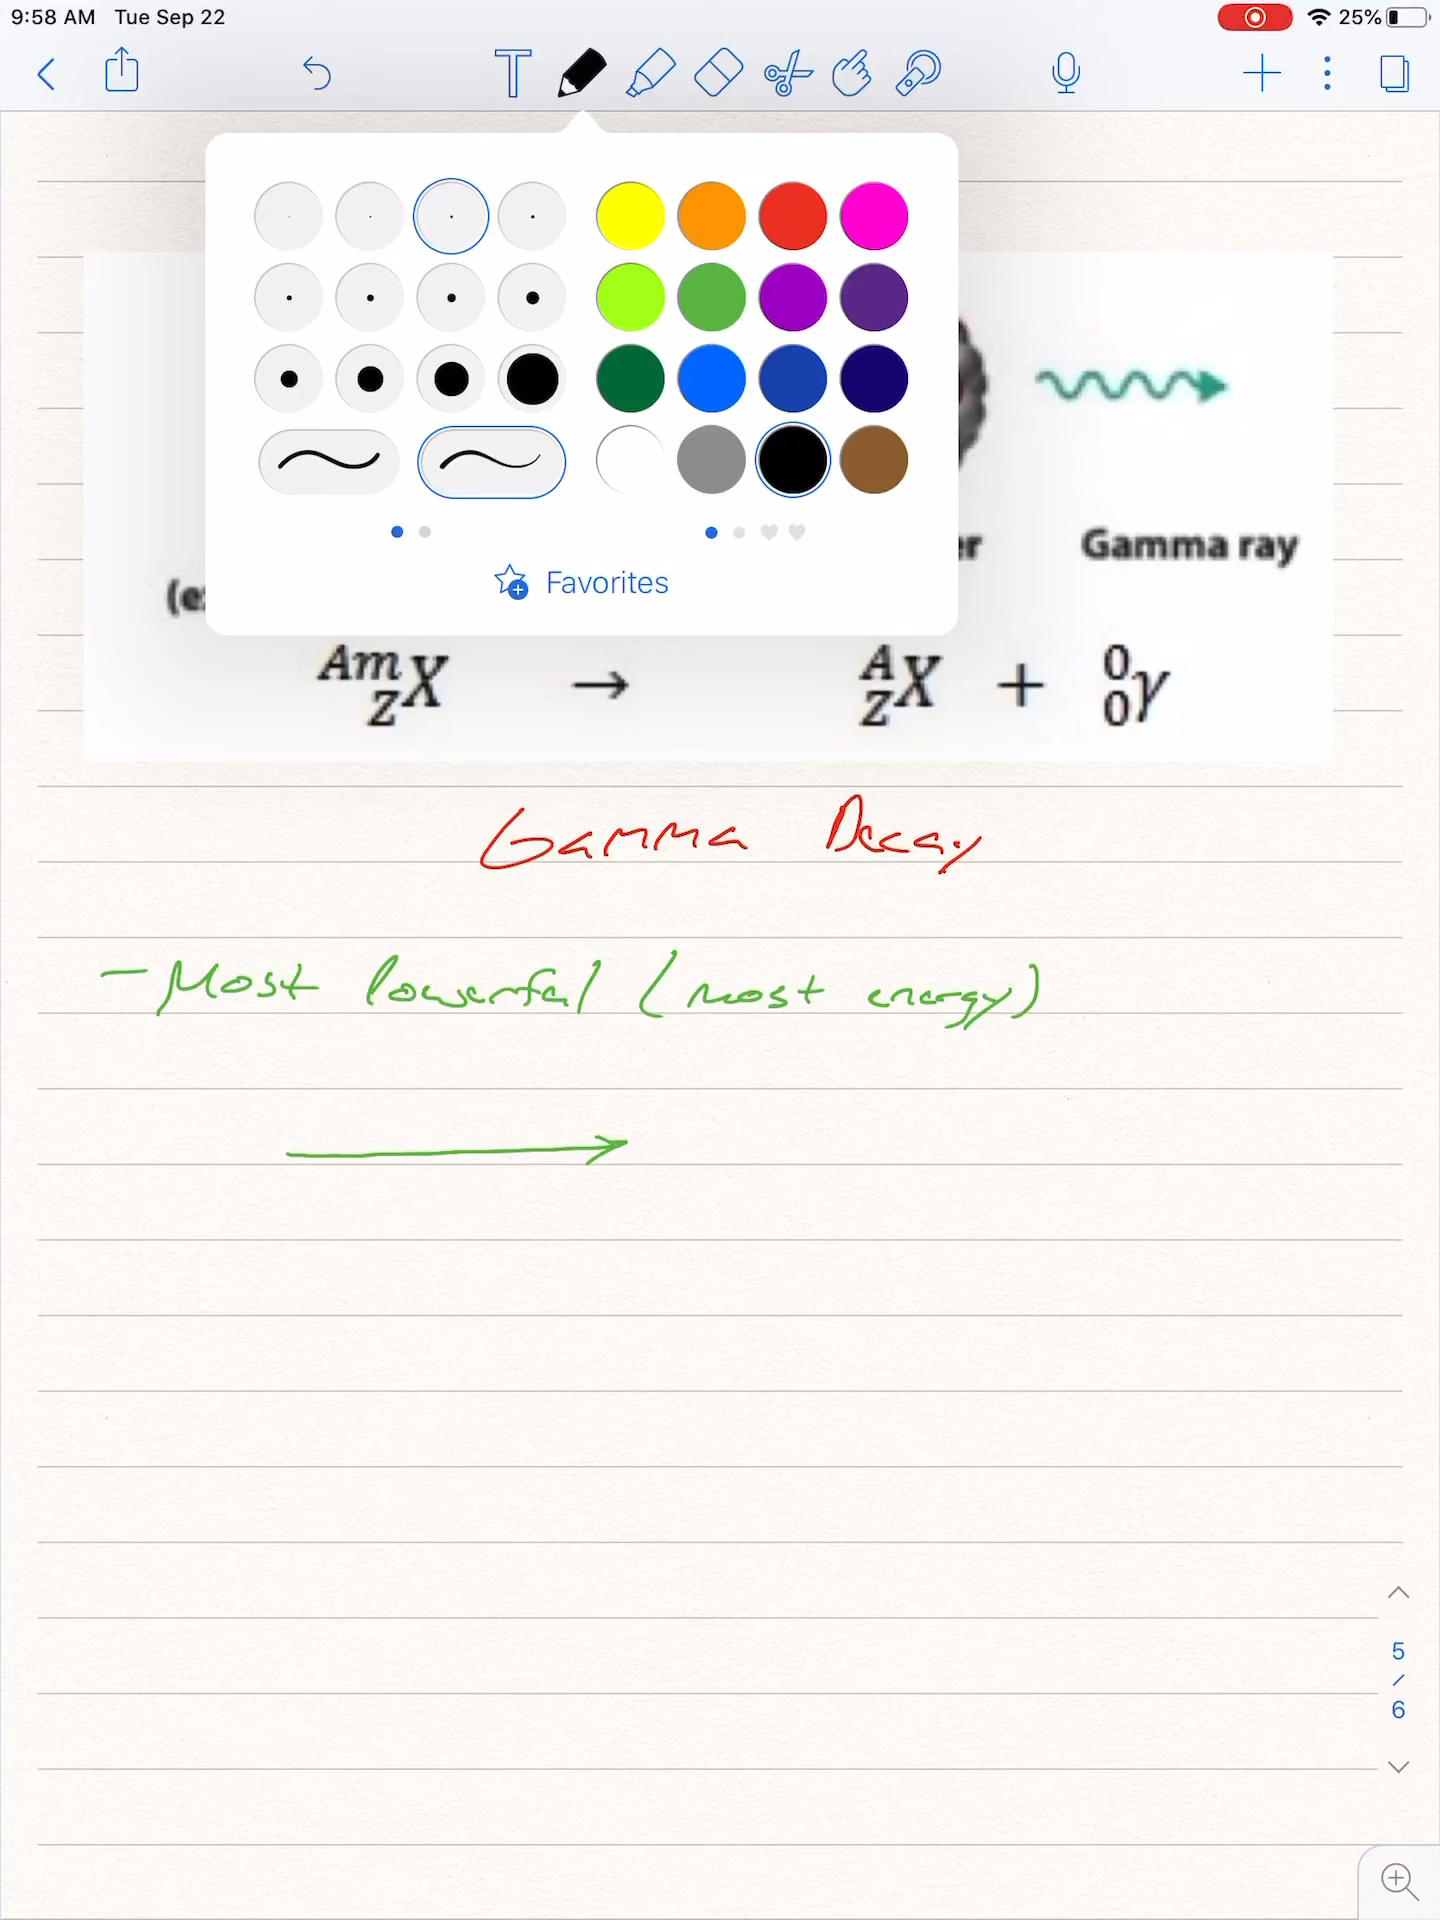 9:58 AM Tue Sep 22 25%
T
Favorites
(e
er Gamma ray
Am Z X → A Z X + 0 0 γ
Gamma Decay
- Most Powerful (most energy)
5
/
6